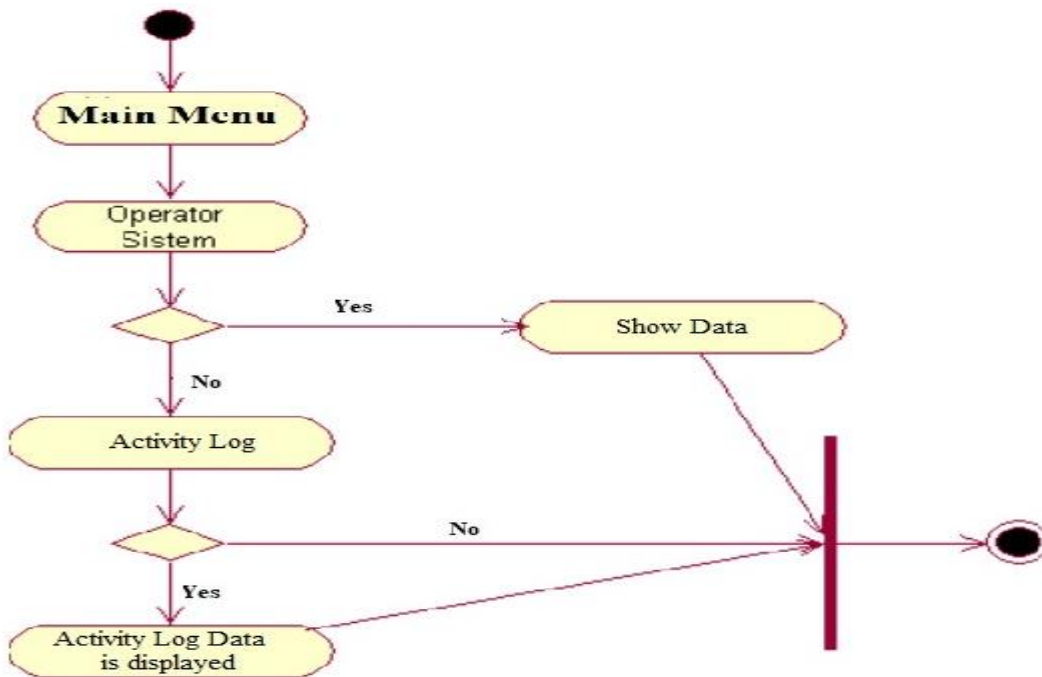 Main Menu
Operator
Sistem
Yes
Show Data
No
Activity Log
No
Yes
Activity Log Data
is displayed